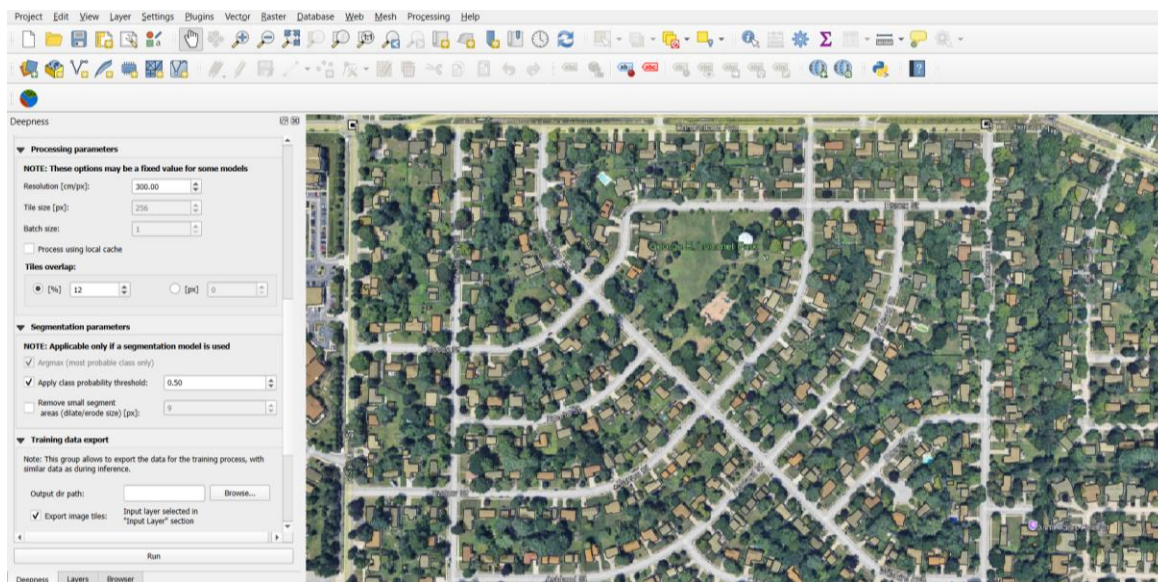 Project Edit View Layer Settings Plugins Vector Raster Database Web Mesh Processing Help
Deepness
Processing parameters
NOTE: These options may be a fixed value for some models
Resolution [cm/px]: 300.00
Tile size [px]: 256
Batch size: 1
Process using local cache
Tiles overlap:
[%] 12 [px] 0
Segmentation parameters
NOTE: Applicable only if a segmentation model is used
Argmax (most probable class only)
Apply class probability threshold: 0.50
Remove small segment
areas (dilate/erode size) [px]: 9
Training data export
Note: This group allows to export the data for the training process, with
similar data as during inference.
Output dir path: Browse...
Export image tiles: Input layer selected in
"Input Layer" section
Run
Deepness Layers Browser